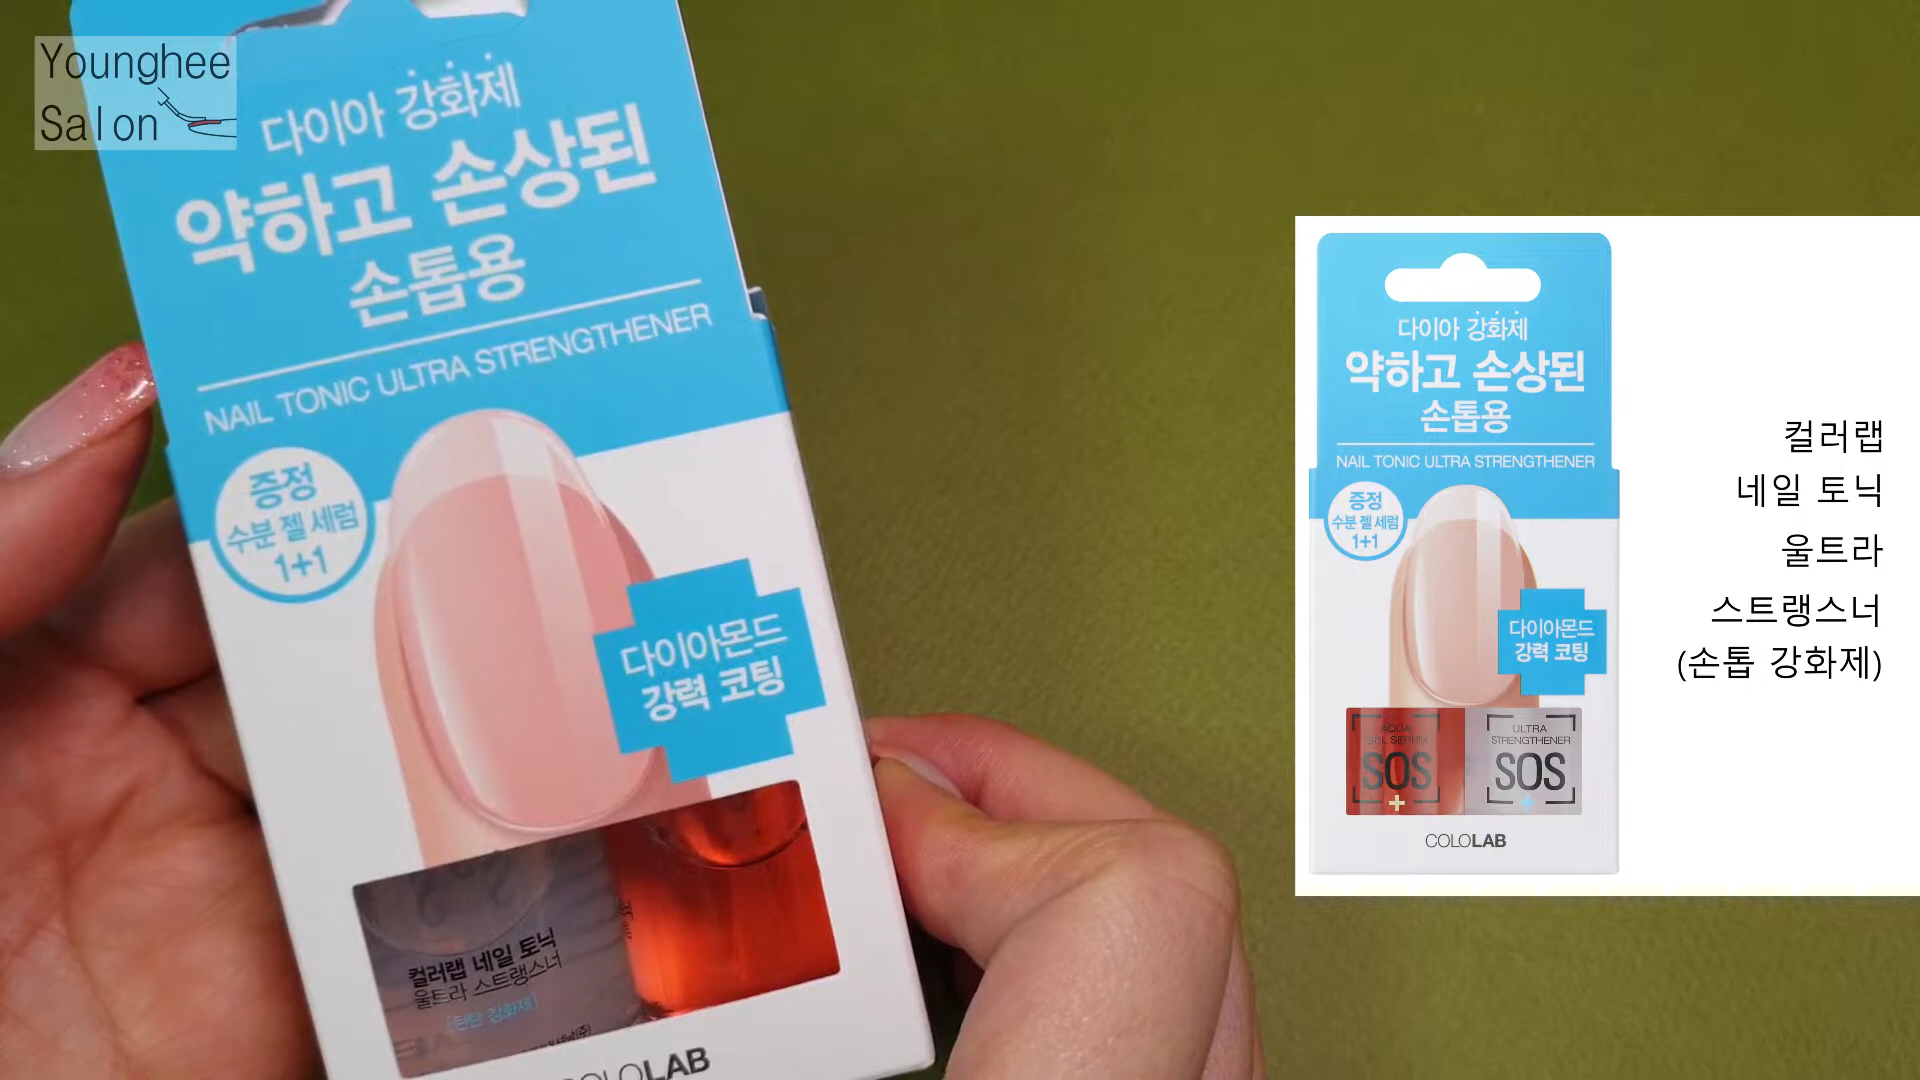 Younghee
Salon
다이아 강화제
약하고 손상된
손톱용
NAIL TONIC ULTRA STRENGTHENER
증정
수분 젤 세럼
1+1
다이아몬드
강력 코팅
컬러랩 네일 토닉
울트라 스트랭스너
COLOLAB
다이아 강화제
약하고 손상된
손톱용
NAIL TONIC ULTRA STRENGTHENER
증정
수분 젤 세럼
1+1
다이아몬드
강력 코팅
AQUA
GEL SERUM
SOS
ULTRA
STRENGTHENER
SOS
COLOLAB
컬러랩
네일 토닉
울트라
스트랭스너
(손톱 강화제)